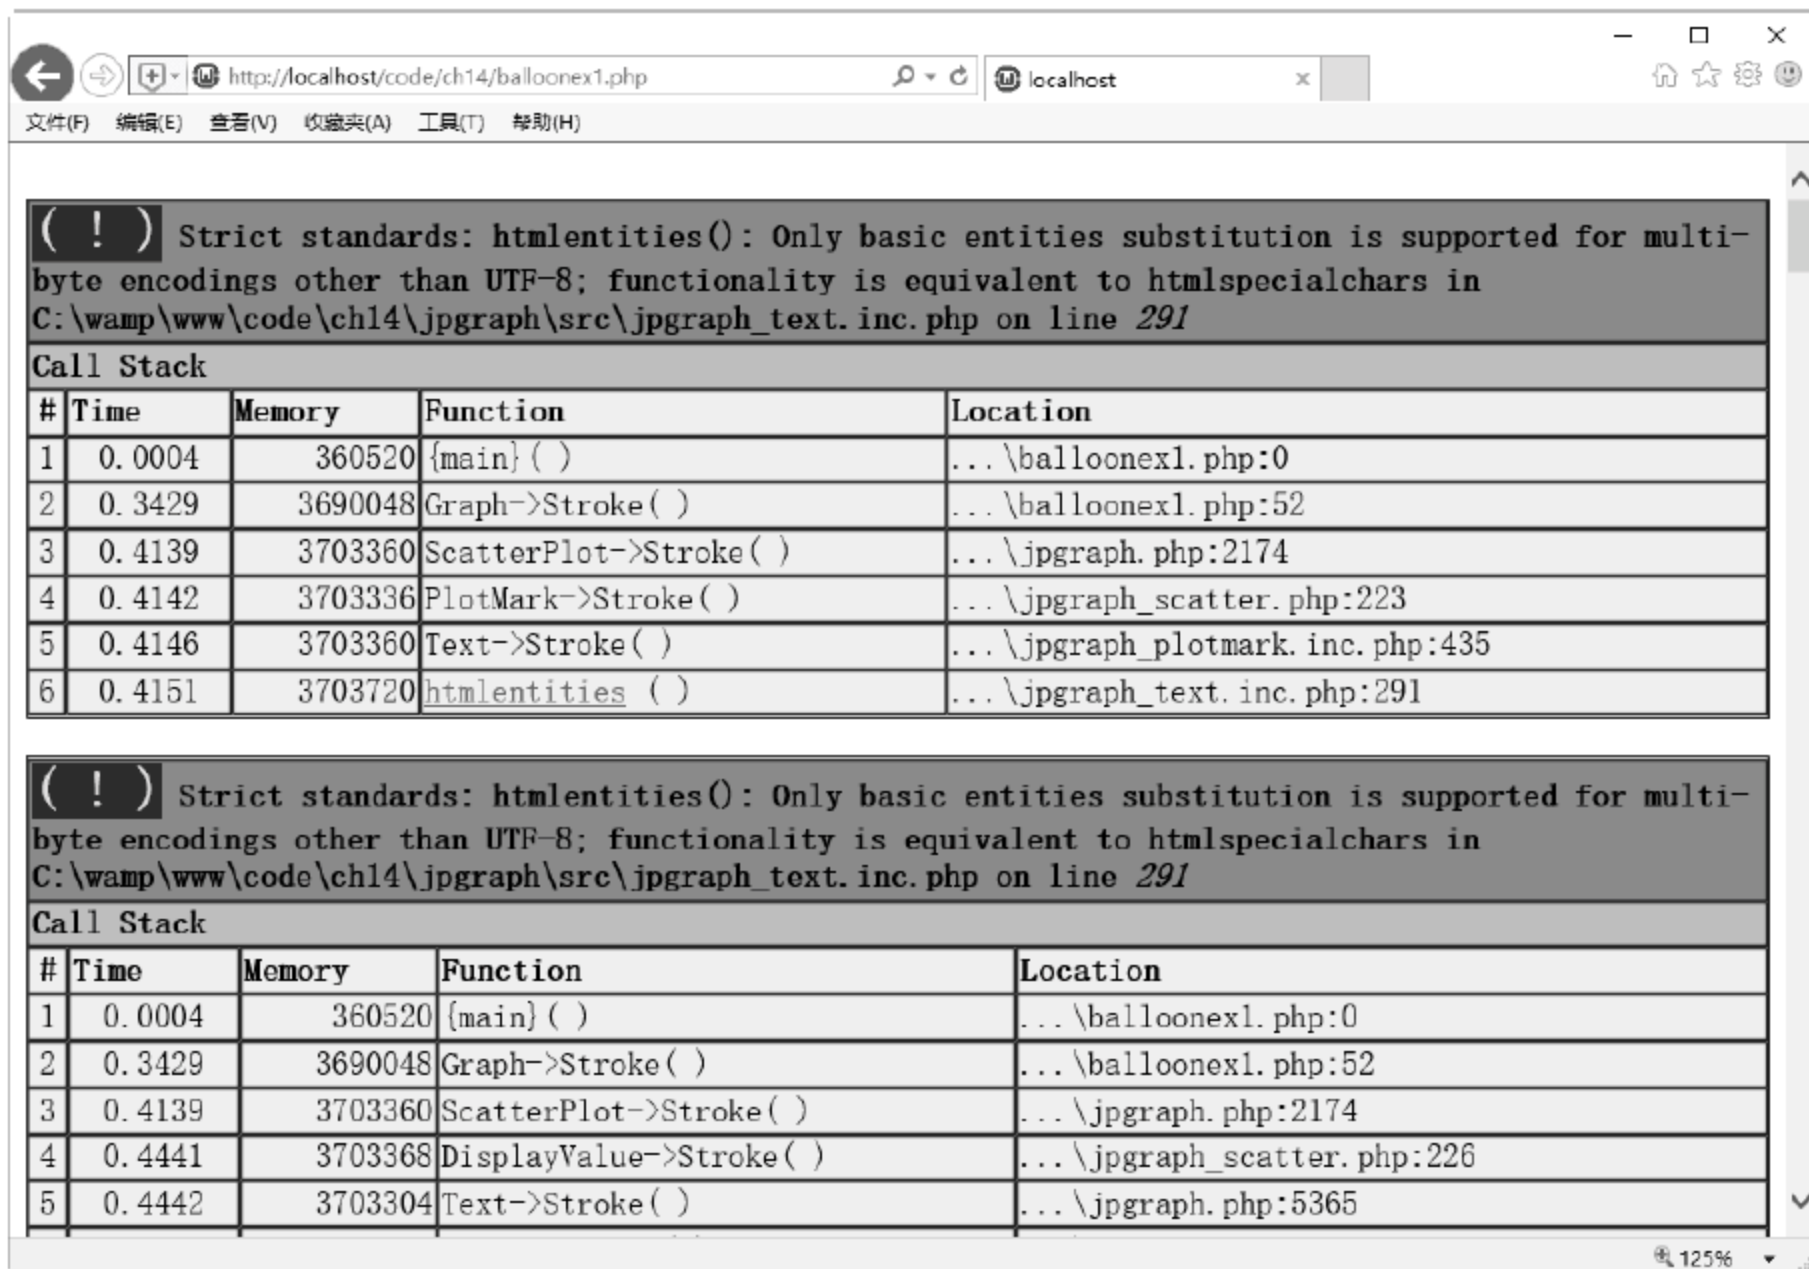 http://localhost/code/ch14/balloonex1.php
localhost
文件(F) 编辑(E) 查看(V) 收藏夹(A) 工具(T) 帮助(H)
( ! ) Strict standards: htmlentities(): Only basic entities substitution is supported for multi-
byte encodings other than UTF-8; functionality is equivalent to htmlspecialchars in
C:\wamp\www\code\ch14\jpgraph\src\jpgraph_text.inc.php on line 291
Call Stack
# Time Memory Function Location
1 0.0004 360520 {main}( ) ...\balloonex1.php:0
2 0.3429 3690048 Graph->Stroke( ) ...\balloonex1.php:52
3 0.4139 3703360 ScatterPlot->Stroke( ) ...\jpgraph.php:2174
4 0.4142 3703336 PlotMark->Stroke( ) ...\jpgraph_scatter.php:223
5 0.4146 3703360 Text->Stroke( ) ...\jpgraph_plotmark.inc.php:435
6 0.4151 3703720 htmlentities ( ) ...\jpgraph_text.inc.php:291
( ! ) Strict standards: htmlentities(): Only basic entities substitution is supported for multi-
byte encodings other than UTF-8; functionality is equivalent to htmlspecialchars in
C:\wamp\www\code\ch14\jpgraph\src\jpgraph_text.inc.php on line 291
Call Stack
# Time Memory Function Location
1 0.0004 360520 {main}( ) ...\balloonex1.php:0
2 0.3429 3690048 Graph->Stroke( ) ...\balloonex1.php:52
3 0.4139 3703360 ScatterPlot->Stroke( ) ...\jpgraph.php:2174
4 0.4441 3703368 DisplayValue->Stroke( ) ...\jpgraph_scatter.php:226
5 0.4442 3703304 Text->Stroke( ) ...\jpgraph.php:5365
125%